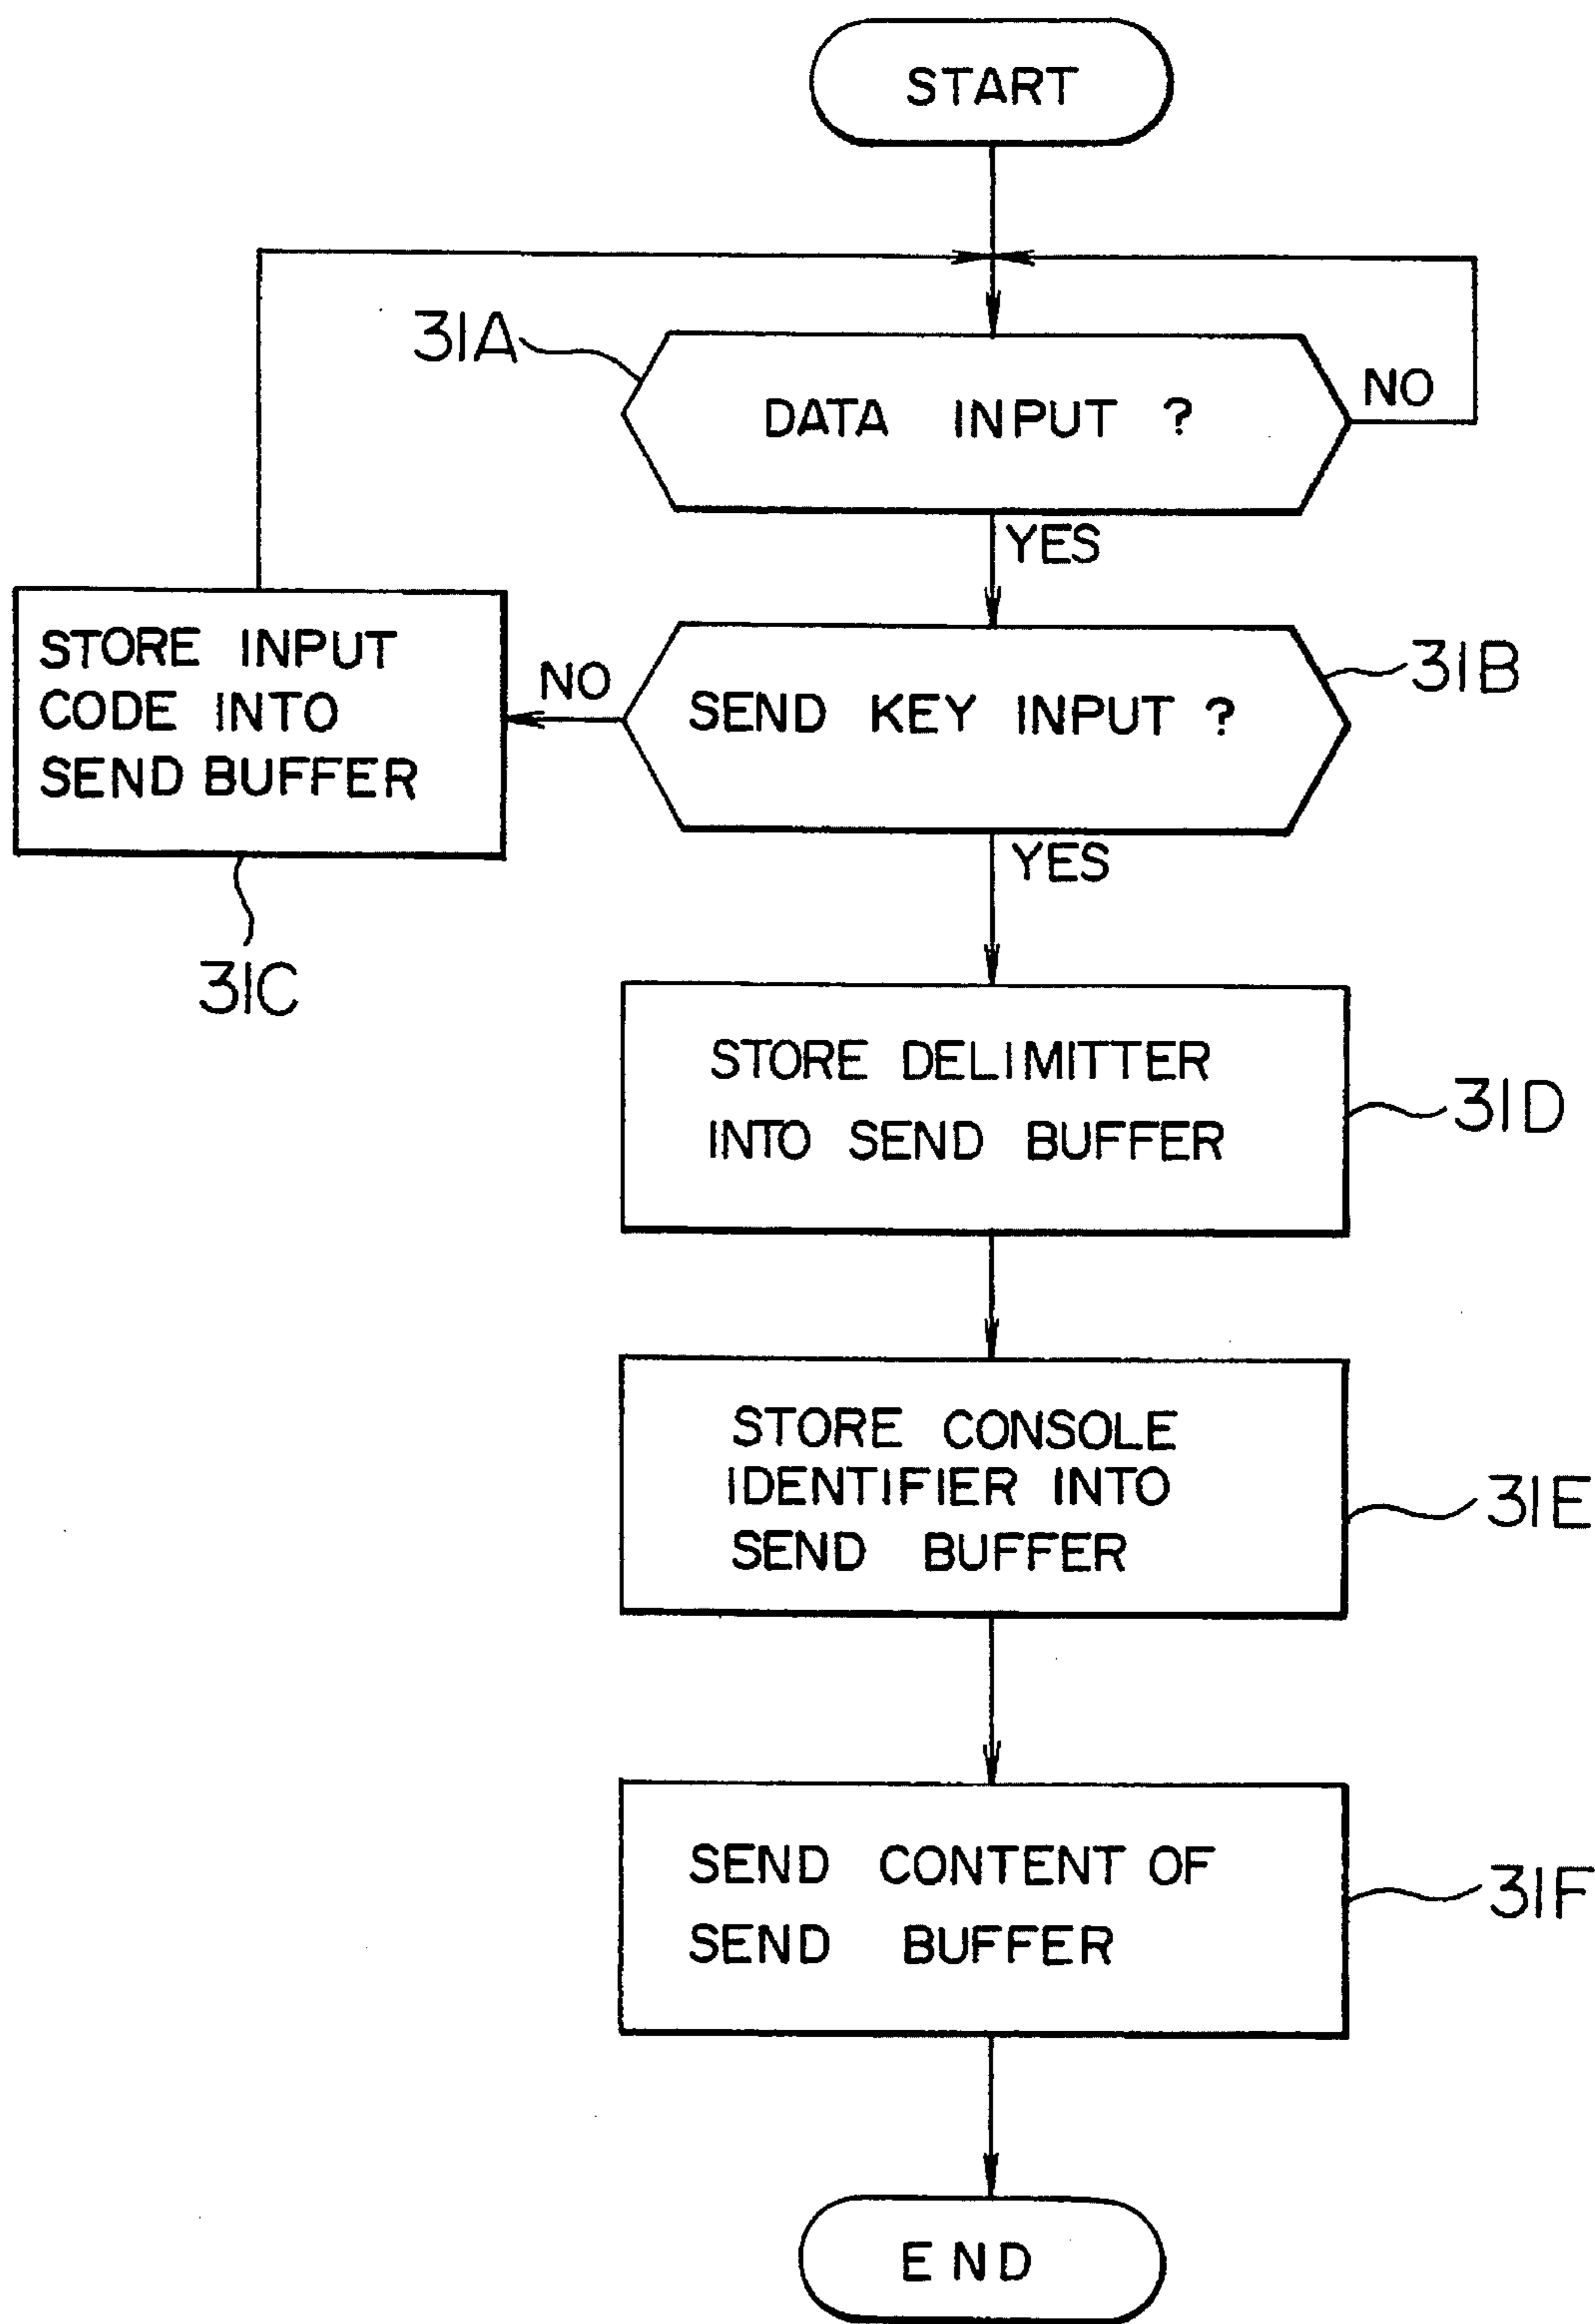 START
31A
DATA INPUT ?
NO
YES
STORE INPUT
CODE INTO
SEND BUFFER
NO
SEND KEY INPUT ?
31B
YES
31C
STORE DELIMITTER
INTO SEND BUFFER
31D
STORE CONSOLE
IDENTIFIER INTO
SEND BUFFER
31E
SEND CONTENT OF
SEND BUFFER
31F
END